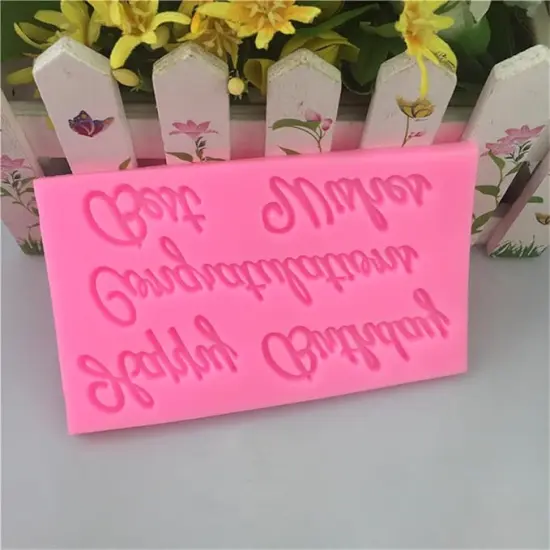 Best Wishes
Congratulations
Happy Birthday